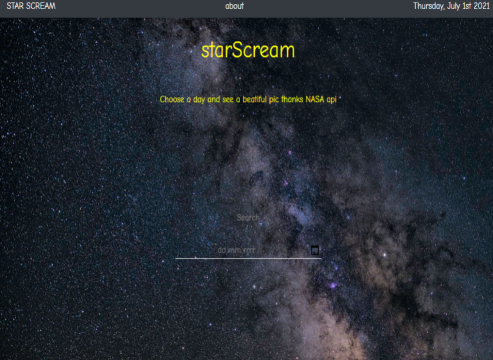 STAR SCREAM about Thursday, July 1st 2021
starScream
Choose a day and see a beatiful pic thanks NASA api "
Search
dd.mm.yyyy